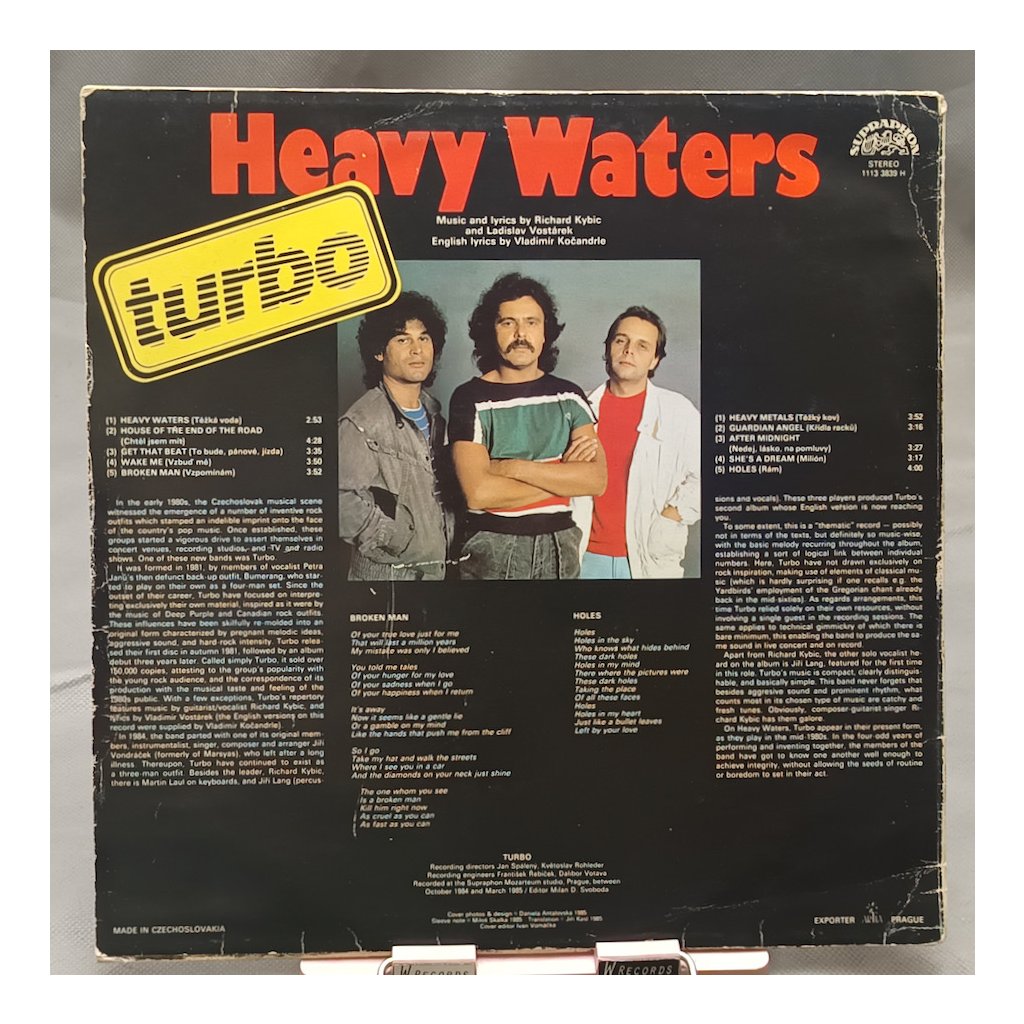 Heavy Waters
SUPRAPHON
STEREO
1113 3839 H
turbo
Music and lyrics by Richard Kybic
and Ladislav Vostárek
English lyrics by Vladimír Kočandrle
(1) HEAVY WATERS (Těžká voda) 2:53
(2) HOUSE OF THE END OF THE ROAD
(Chtěl jsem mít) 4:28
(3) GET THAT BEAT (To bude, pánové, jízda) 3:35
(4) WAKE ME (Vzbuď mě) 3:50
(5) BROKEN MAN (Vzpomínám) 3:52
(1) HEAVY METALS (Těžký kov) 3:52
(2) GUARDIAN ANGEL (Křídla racků) 3:16
(3) AFTER MIDNIGHT
(Nedej, lásko, na pomluvy) 3:27
(4) SHE'S A DREAM (Milión) 3:17
(5) HOLES (Rám) 4:00
In the early 1980s, the Czechoslovak musical scene
witnessed the emergence of a number of inventive rock
outfits which stamped an indelible imprint onto the face
of the country's pop music. Once established, these
groups started a vigorous drive to assert themselves in
concert venues, recording studios, and TV and radio
shows. One of these new bands was Turbo.
It was formed in 1981, by members of vocalist Petra
Janů's then defunct back-up outfit, Bumerang, who star-
ted to play on their own as a four-man set. Since the
outset of their career, Turbo have focused on interpre-
ting exclusively their own material, inspired as it were by
the music of Deep Purple and Canadian rock outfits.
These influences have been skilfully re-molded into an
original form characterized by pregnant melodic ideas,
aggressive sound, and hard-rock intensity. Turbo relea-
sed their first disc in autumn 1981, followed by an album
debut three years later. Called simply Turbo, it sold over
150,000 copies, attesting to the group's popularity with
the young rock audience, and the correspondence of its
production with the musical taste and feeling of the
1980s public. With a few exceptions, Turbo's repertory
features music by guitarist/vocalist Richard Kybic, and
lyrics by Vladimír Vostárek (the English versions on this
record were supplied by Vladimír Kočandrle).
In 1984, the band parted with one of its original mem-
bers, instrumentalist, singer, composer and arranger Jiří
Vondráček (formerly of Marsyas), who left after a long
illness. Thereupon, Turbo have continued to exist as
a three-man outfit. Besides the leader, Richard Kybic,
there is Martin Laul on keyboards, and Jiří Lang (percus-
sions and vocals). These three players produced Turbo's
second album whose English version is now reaching
you.
To some extent, this is a "thematic" record — possibly
not in terms of the texts, but definitely so music-wise,
with the basic melody recurring throughout the album,
establishing a sort of logical link between individual
numbers. Here, Turbo have not drawn exclusively on
rock inspiration, making use of elements of classical mu-
sic (which is hardly surprising if one recalls e.g. the
Yardbirds' employment of the Gregorian chant already
back in the mid-sixties). As regards arrangements, this
time Turbo relied solely on their own resources, without
involving a single guest in the recording sessions. The
same applies to technical gimmickry of which there is
bare minimum, this enabling the band to produce the sa-
me sound in live concert and on record.
Apart from Richard Kybic, the other solo vocalist he-
ard on the album is Jiří Lang, featured for the first time
in this role. Turbo's music is compact, clearly distinguis-
hable, and basically simple. This band never forgets that
besides aggresive sound and prominent rhythm, what
counts most in its chosen type of music are catchy and
fresh tunes. Obviously, composer-guitarist-singer Ri-
chard Kybic has them galore.
On Heavy Waters, Turbo appear in their present form,
as they play in the mid-1980s. In the four-odd years of
performing and inventing together, the members of the
band have got to know one another well enough to
achieve integrity, without allowing the seeds of routine
or boredom to set in their act.
BROKEN MAN
Of your true love just for me
That will last a million years
My mistake was only I believed
You told me tales
Of your hunger for my love
Of your sadness when I go
Of your happiness when I return
It's away
Now it seems like a gentle lie
Or a gamble on my mind
Like the hands that push me from the cliff
So I go
Take my hat and walk the streets
Where I see you in a car
And the diamonds on your neck just shine
The one whom you see
Is a broken man
Kill him right now
As cruel as you can
As fast as you can
HOLES
Holes
Holes in the sky
Who knows what hides behind
These dark holes
Holes in my mind
There where the pictures were
These dark holes
Taking the place
Of all these faces
Holes
Holes in my heart
Just like a bullet leaves
Left by your love
TURBO
Recording directors Jan Spálený, Květoslav Rohleder
Recording engineers František Řebíček, Dalibor Votava
Recorded at the Supraphon Mozarteum studio, Prague, between
October 1984 and March 1985 / Editor Milan D. Svoboda
Cover photos & design © Daniela Antalovska 1985
Sleeve note © Miloš Skalka 1985 Translation © Jiří Kasl 1985
Cover editor Ivan Vomáčka
MADE IN CZECHOSLOVAKIA
EXPORTER artia PRAGUE
W RECORDS
W RECORDS